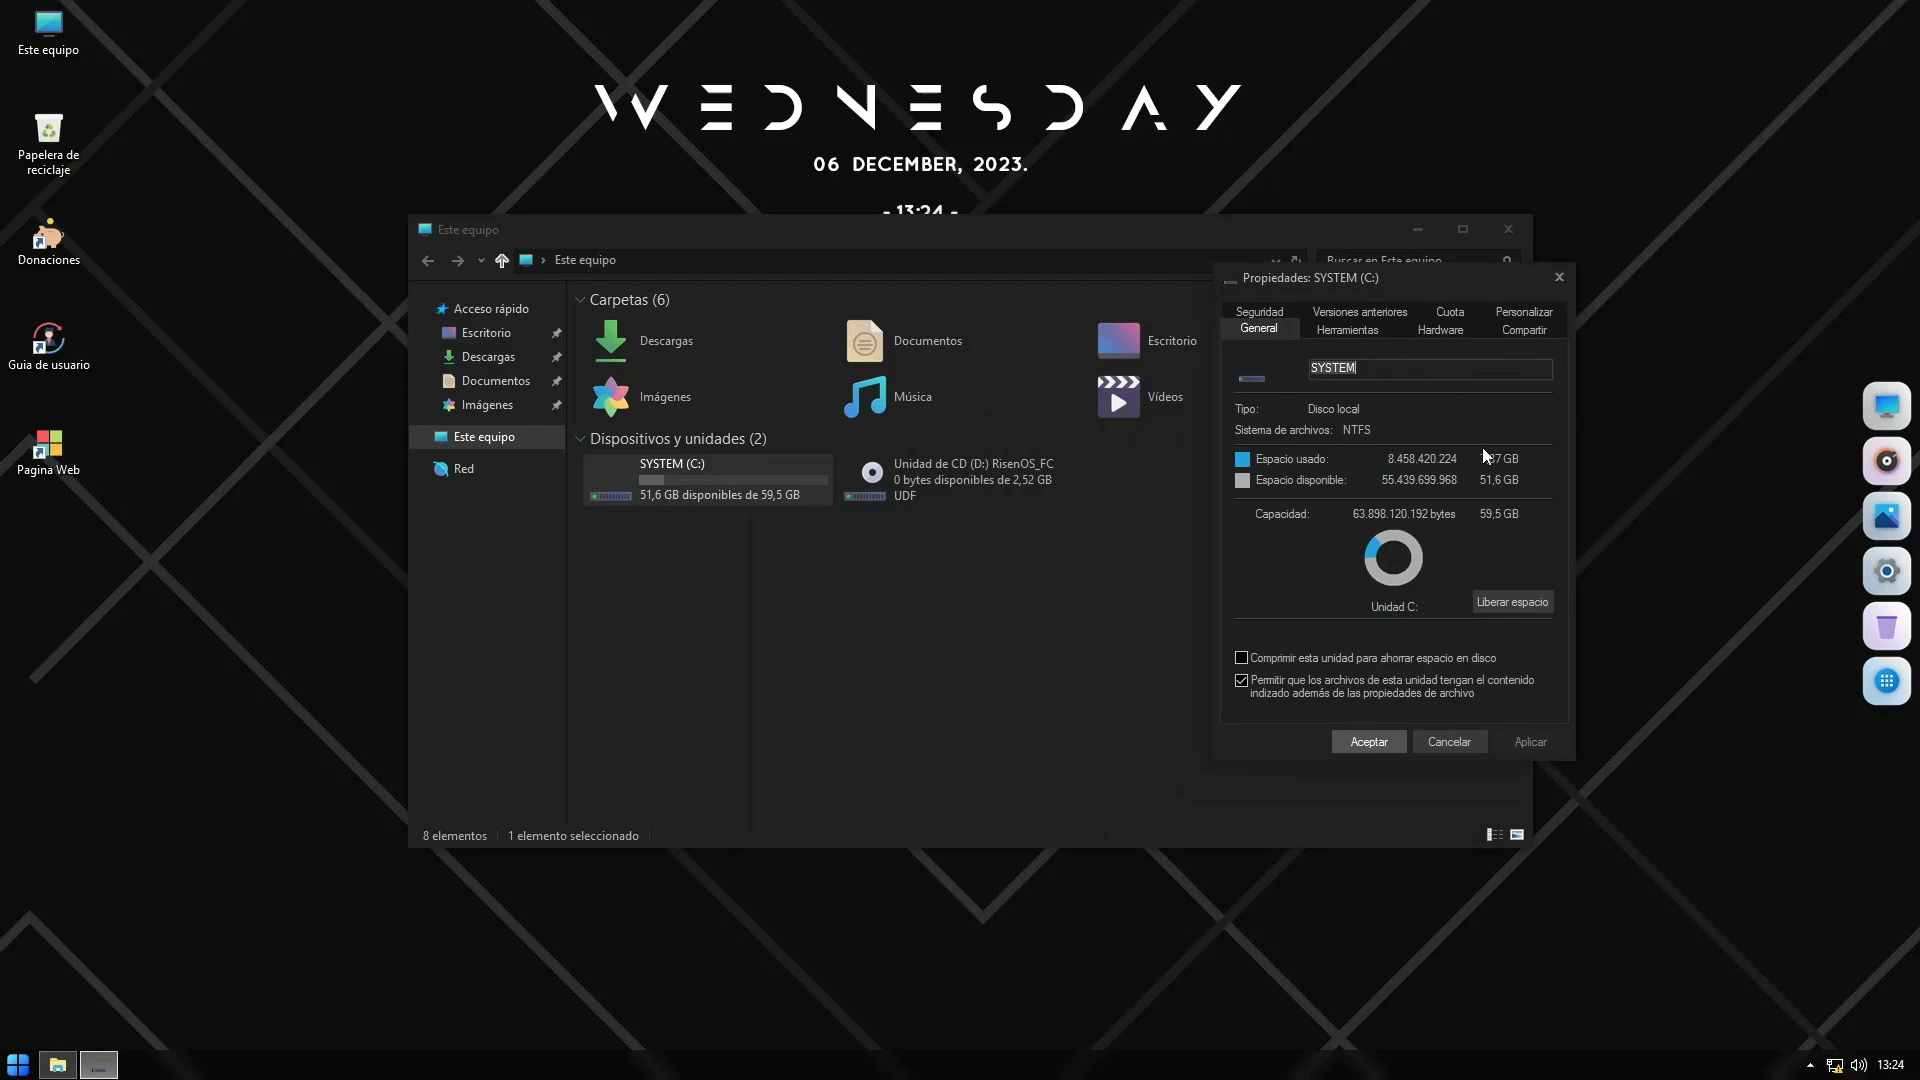 Este equipo
Papelera de
reciclaje
Donaciones
Guia de usuario
Pagina Web
WEDNESDAY
06 DECEMBER, 2023.
- 13:24 -
Este equipo
Este equipo
Buscar en Este equipo
Acceso rápido
Escritorio
Descargas
Documentos
Imágenes
Este equipo
Red
Carpetas (6)
Descargas
Documentos
Escritorio
Imágenes
Música
Vídeos
Dispositivos y unidades (2)
SYSTEM (C:)
51,6 GB disponibles de 59,5 GB
Unidad de CD (D:) RisenOS_FC
0 bytes disponibles de 2,52 GB
UDF
8 elementos
1 elemento seleccionado
Propiedades: SYSTEM (C:)
Seguridad Versiones anteriores Cuota Personalizar
General Herramientas Hardware Compartir
SYSTEM
Tipo: Disco local
Sistema de archivos: NTFS
Espacio usado: 8.458.420.224 GB
Espacio disponible: 55.439.699.968 51,6 GB
Capacidad: 63.898.120.192 bytes 59,5 GB
Unidad C:
Liberar espacio
Comprimir esta unidad para ahorrar espacio en disco
Permitir que los archivos de esta unidad tengan el contenido
indizado además de las propiedades de archivo
Aceptar Cancelar Aplicar
13:24